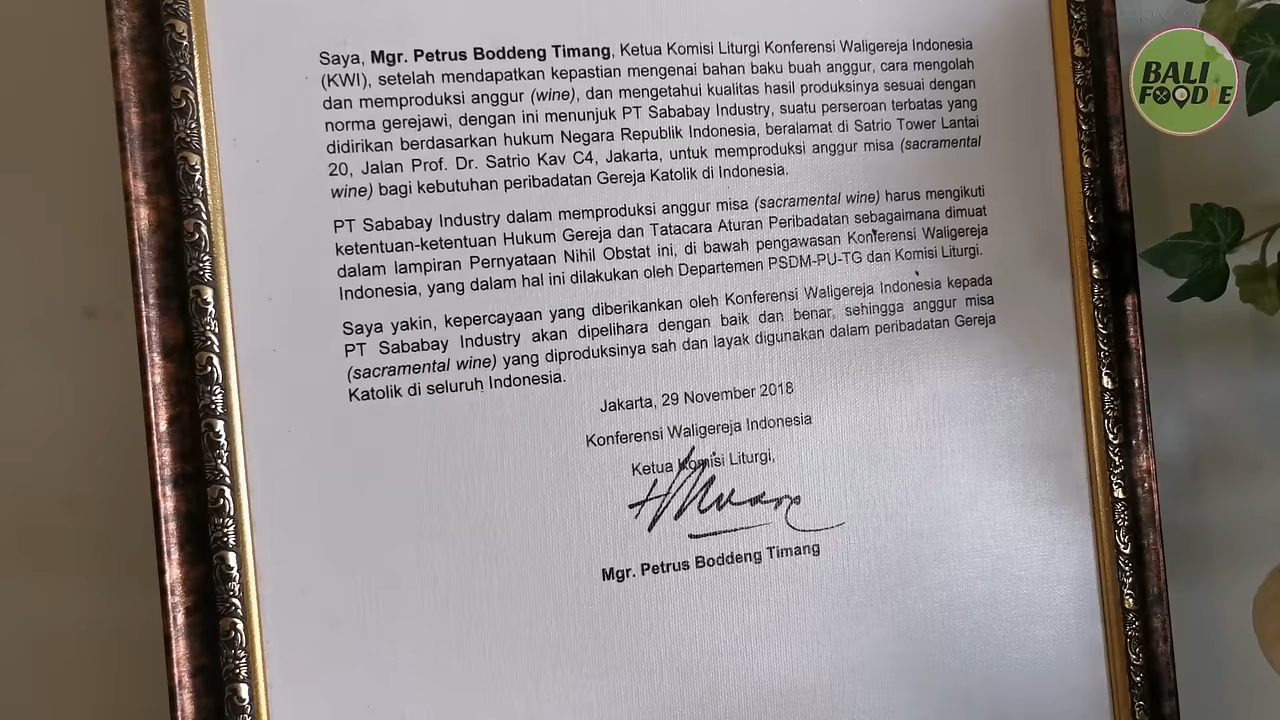 Saya, Mgr. Petrus Boddeng Timang, Ketua Komisi Liturgi Konferensi Waligereja Indonesia
(KWI), setelah mendapatkan kepastian mengenai bahan baku buah anggur, cara mengolah
dan memproduksi anggur (wine), dan mengetahui kualitas hasil produksinya sesuai dengan
norma gerejawi, dengan ini menunjuk PT Sababay Industry, suatu perseroan terbatas yang
didirikan berdasarkan hukum Negara Republik Indonesia, beralamat di Satrio Tower Lantai
20, Jalan Prof. Dr. Satrio Kav C4, Jakarta, untuk memproduksi anggur misa (sacramental
wine) bagi kebutuhan peribadatan Gereja Katolik di Indonesia.
PT Sababay Industry dalam memproduksi anggur misa (sacramental wine) harus mengikuti
ketentuan-ketentuan Hukum Gereja dan Tatacara Aturan Peribadatan sebagaimana dimuat
dalam lampiran Pernyataan Nihil Obstat ini, di bawah pengawasan Konferensi Waligereja
Indonesia, yang dalam hal ini dilakukan oleh Departemen PSDM-PU-TG dan Komisi Liturgi.
Saya yakin, kepercayaan yang diberikankan oleh Konferensi Waligereja Indonesia kepada
PT Sababay Industry akan dipelihara dengan baik dan benar, sehingga anggur misa
(sacramental wine) yang diproduksinya sah dan layak digunakan dalam peribadatan Gereja
Katolik di seluruh Indonesia.
Jakarta, 29 November 2018
Konferensi Waligereja Indonesia
Ketua Komisi Liturgi,
Mgr. Petrus Boddeng Timang
BALI
FOODIE